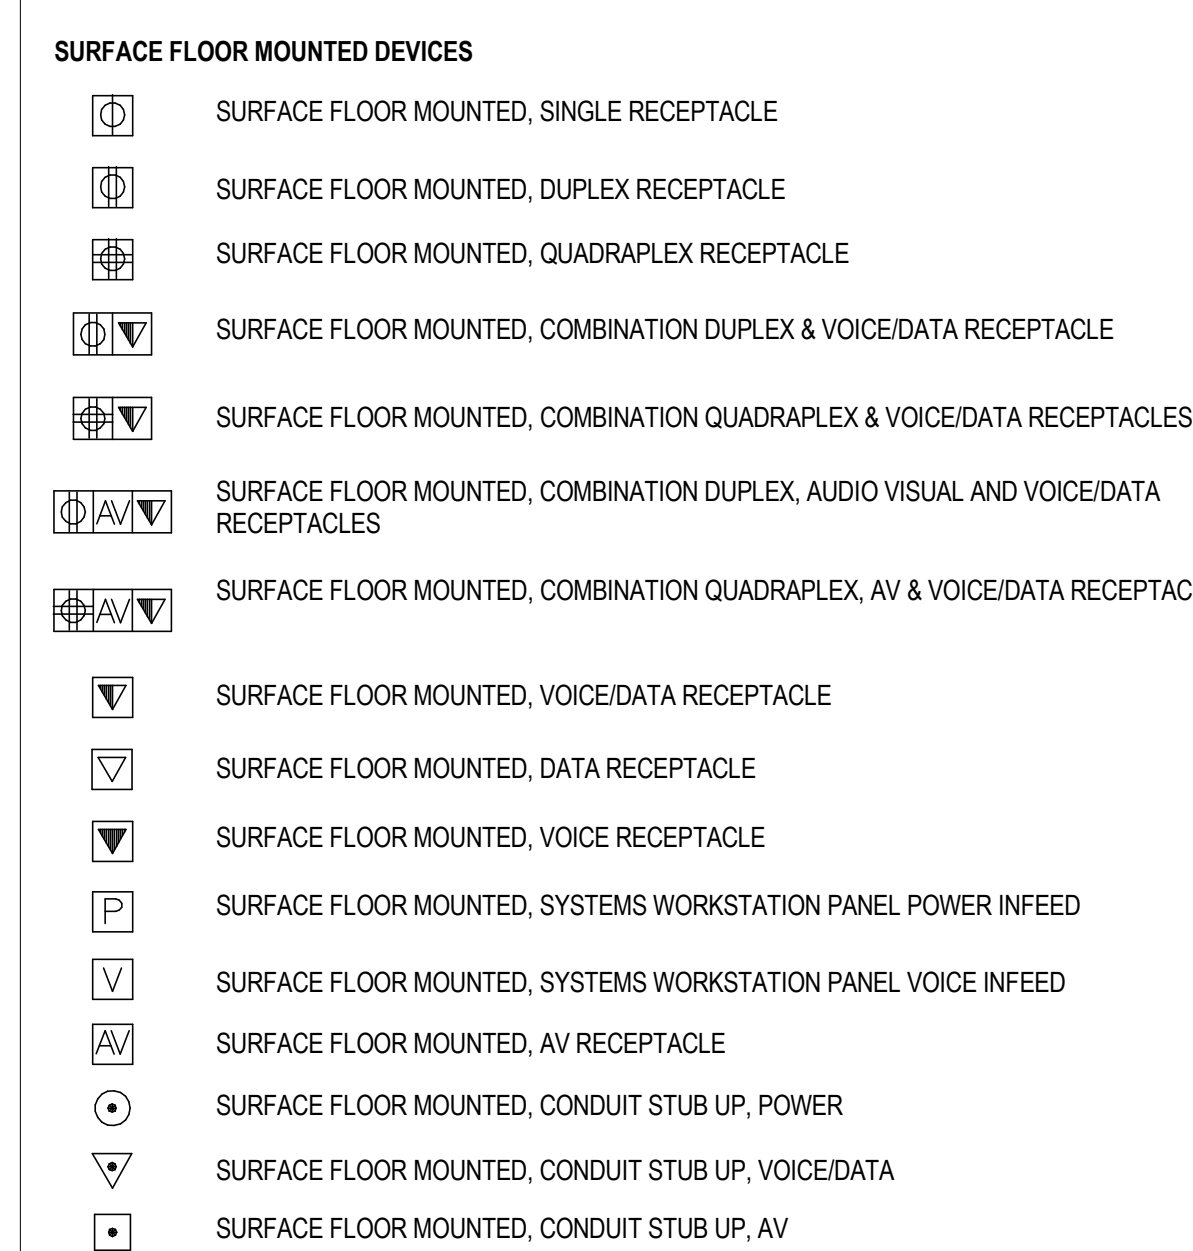 SURFACE FLOOR MOUNTED DEVICES
SURFACE FLOOR MOUNTED, SINGLE RECEPTACLE
SURFACE FLOOR MOUNTED, DUPLEX RECEPTACLE
SURFACE FLOOR MOUNTED, QUADRAPLEX RECEPTACLE
SURFACE FLOOR MOUNTED, COMBINATION DUPLEX & VOICE/DATA RECEPTACLE
SURFACE FLOOR MOUNTED, COMBINATION QUADRAPLEX & VOICE/DATA RECEPTACLES
AV SURFACE FLOOR MOUNTED, COMBINATION DUPLEX, AUDIO VISUAL AND VOICE/DATA
RECEPTACLES
AV SURFACE FLOOR MOUNTED, COMBINATION QUADRAPLEX, AV & VOICE/DATA RECEPTAC
SURFACE FLOOR MOUNTED, VOICE/DATA RECEPTACLE
SURFACE FLOOR MOUNTED, DATA RECEPTACLE
SURFACE FLOOR MOUNTED, VOICE RECEPTACLE
P SURFACE FLOOR MOUNTED, SYSTEMS WORKSTATION PANEL POWER INFEED
V SURFACE FLOOR MOUNTED, SYSTEMS WORKSTATION PANEL VOICE INFEED
AV SURFACE FLOOR MOUNTED, AV RECEPTACLE
SURFACE FLOOR MOUNTED, CONDUIT STUB UP, POWER
SURFACE FLOOR MOUNTED, CONDUIT STUB UP, VOICE/DATA
SURFACE FLOOR MOUNTED, CONDUIT STUB UP, AV